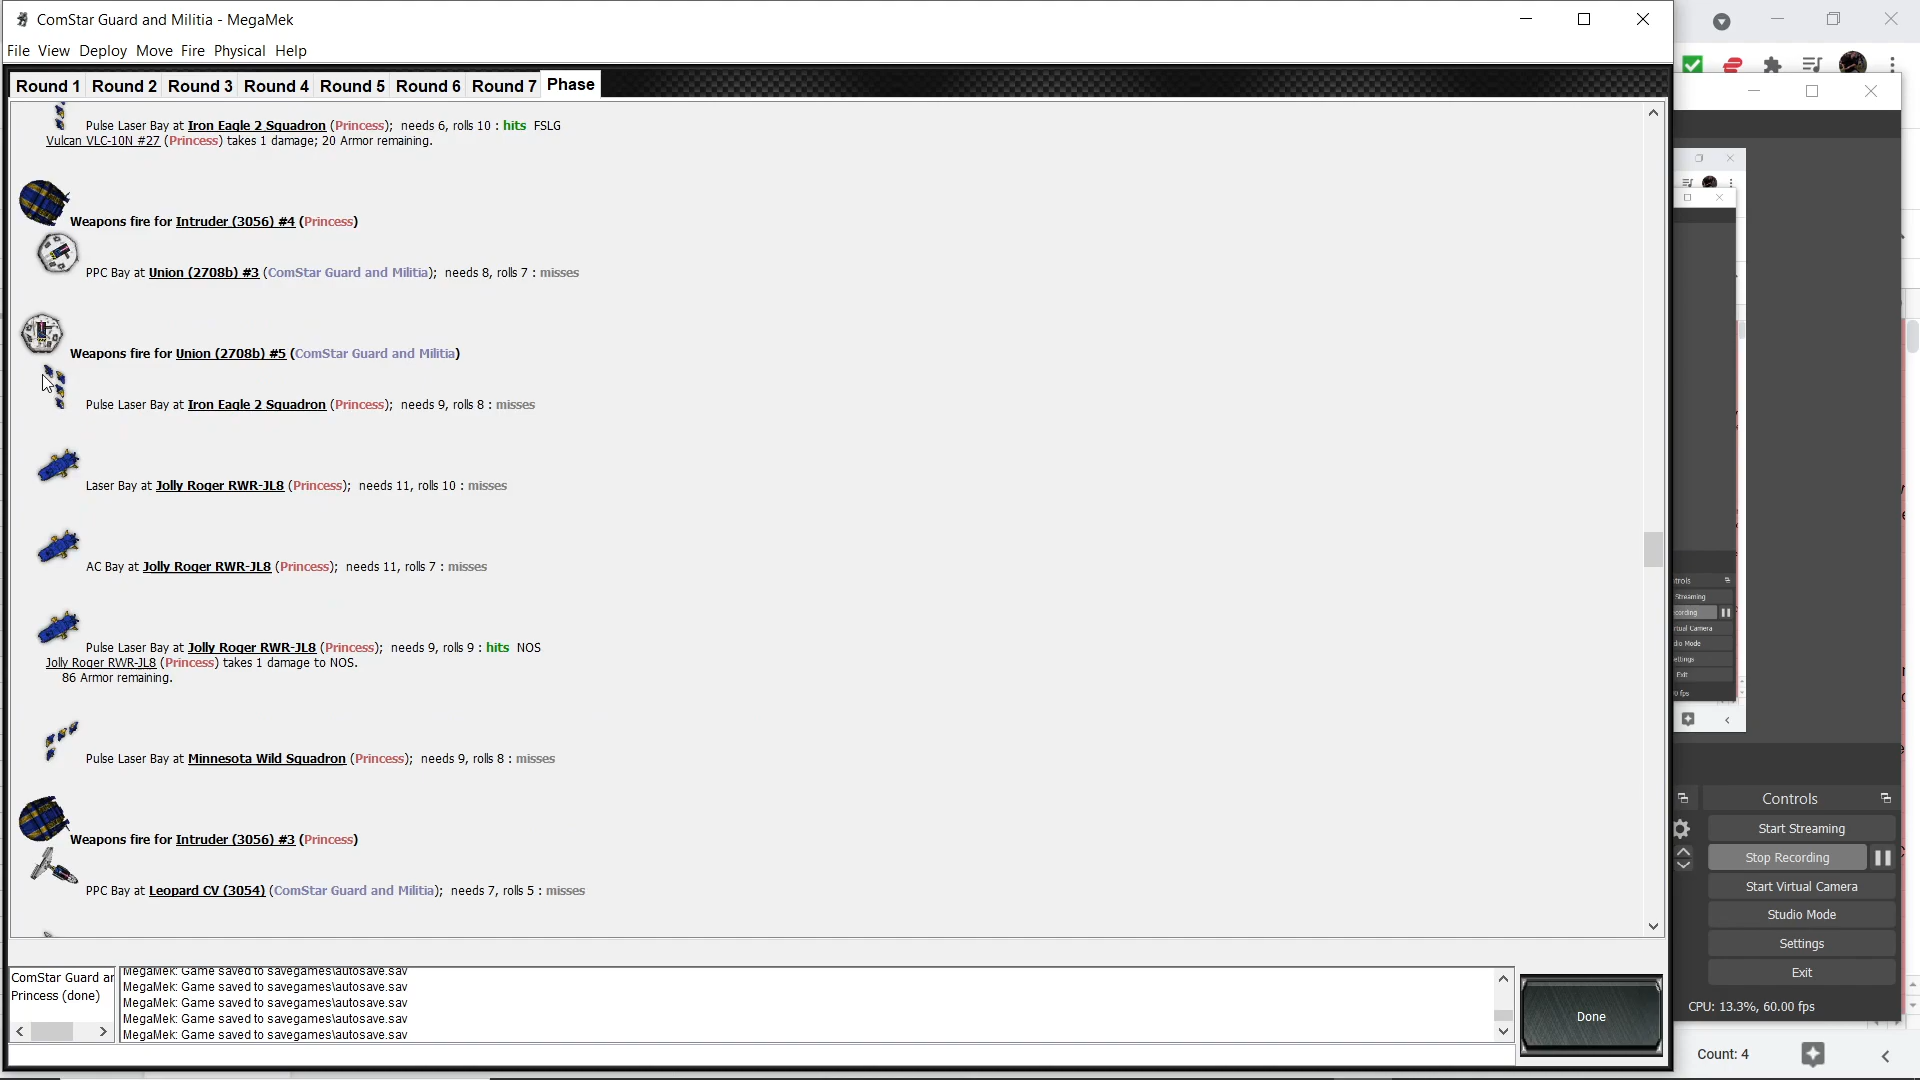 ComStar Guard and Militia - MegaMek
File View Deploy Move Fire Physical Help
Round 1 Round 2 Round 3 Round 4 Round 5 Round 6 Round 7 Phase
Pulse Laser Bay at Iron Eagle 2 Squadron (Princess); needs 6, rolls 10 : hits FSLG
Vulcan VLC-10N #27 (Princess) takes 1 damage; 20 Armor remaining.
Weapons fire for Intruder (3056) #4 (Princess)
PPC Bay at Union (2708b) #3 (ComStar Guard and Militia); needs 8, rolls 7 : misses
Weapons fire for Union (2708b) #5 (ComStar Guard and Militia)
Pulse Laser Bay at Iron Eagle 2 Squadron (Princess); needs 9, rolls 8 : misses
Laser Bay at Jolly Roger RWR-JL8 (Princess); needs 11, rolls 10 : misses
AC Bay at Jolly Roger RWR-JL8 (Princess); needs 11, rolls 7 : misses
Pulse Laser Bay at Jolly Roger RWR-JL8 (Princess); needs 9, rolls 9 : hits NOS
Jolly Roger RWR-JL8 (Princess) takes 1 damage to NOS.
86 Armor remaining.
Pulse Laser Bay at Minnesota Wild Squadron (Princess); needs 9, rolls 8 : misses
Weapons fire for Intruder (3056) #3 (Princess)
PPC Bay at Leopard CV (3054) (ComStar Guard and Militia); needs 7, rolls 5 : misses
ComStar Guard ar
Princess (done)
MegaMek: Game saved to savegames\autosave.sav
MegaMek: Game saved to savegames\autosave.sav
MegaMek: Game saved to savegames\autosave.sav
MegaMek: Game saved to savegames\autosave.sav
MegaMek: Game saved to savegames\autosave.sav
Done
trols
Streaming
cording
rtual Camera
dio Mode
ettings
Exit
0 fps
Controls
Start Streaming
Stop Recording
Start Virtual Camera
Studio Mode
Settings
Exit
CPU: 13.3%, 60.00 fps
Count: 4